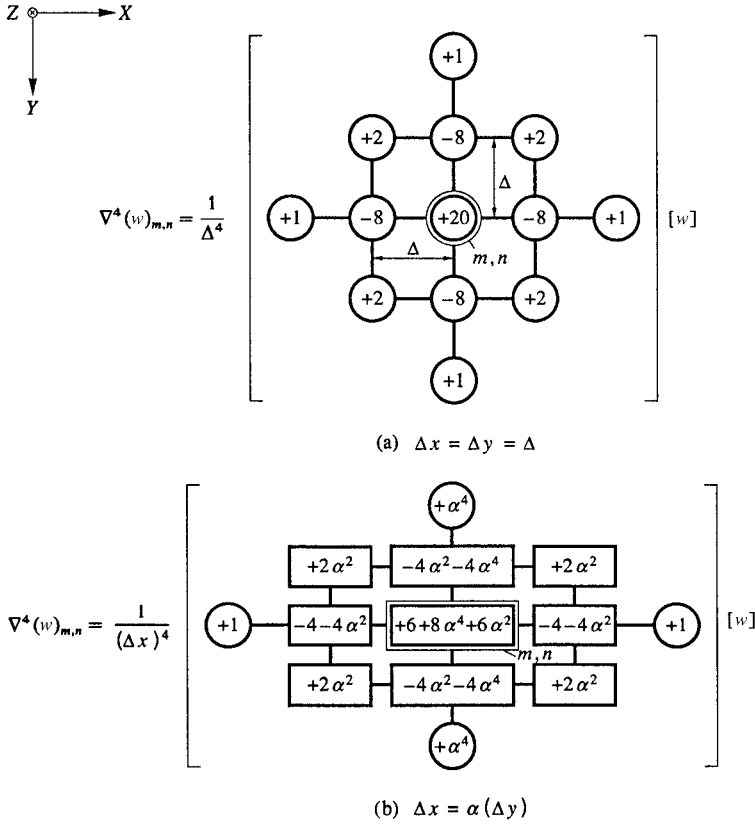 Z X
Y
+1
+2 −8 +2
Δ
∇⁴(w)ₘ,ₙ = 1/Δ⁴ +1 −8 +20 −8 +1 [w]
Δ m, n
+2 −8 +2
+1
(a) Δx = Δy = Δ
+α⁴
+2α² −4α²−4α⁴ +2α²
∇⁴(w)ₘ,ₙ = 1/(Δx)⁴ +1 −4−4α² +6+8α⁴+6α² −4−4α² +1 [w]
m, n
+2α² −4α²−4α⁴ +2α²
+α⁴
(b) Δx = α(Δy)